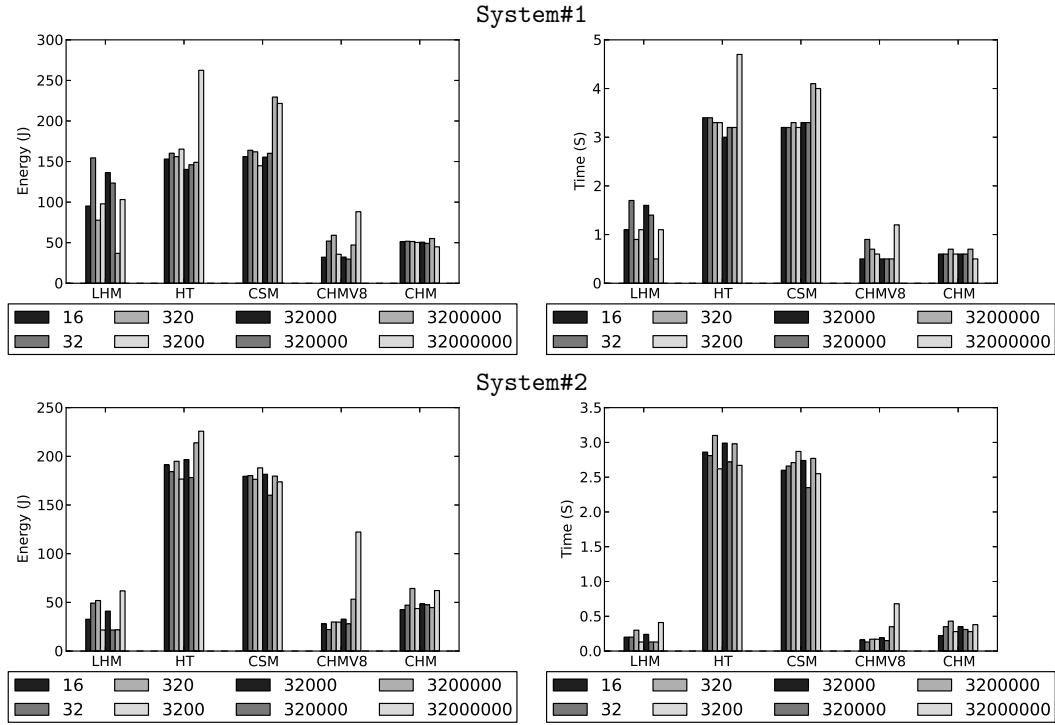 System#1
300
250
200
150
100
50
0
Energy (J)
LHM HT CSM CHMV8 CHM
16 320 32000 3200000
32 3200 320000 32000000
5
4
3
2
1
0
Time (S)
LHM HT CSM CHMV8 CHM
16 320 32000 3200000
32 3200 320000 32000000
System#2
250
200
150
100
50
0
Energy (J)
LHM HT CSM CHMV8 CHM
16 320 32000 3200000
32 3200 320000 32000000
3.5
3.0
2.5
2.0
1.5
1.0
0.5
0.0
Time (S)
LHM HT CSM CHMV8 CHM
16 320 32000 3200000
32 3200 320000 32000000